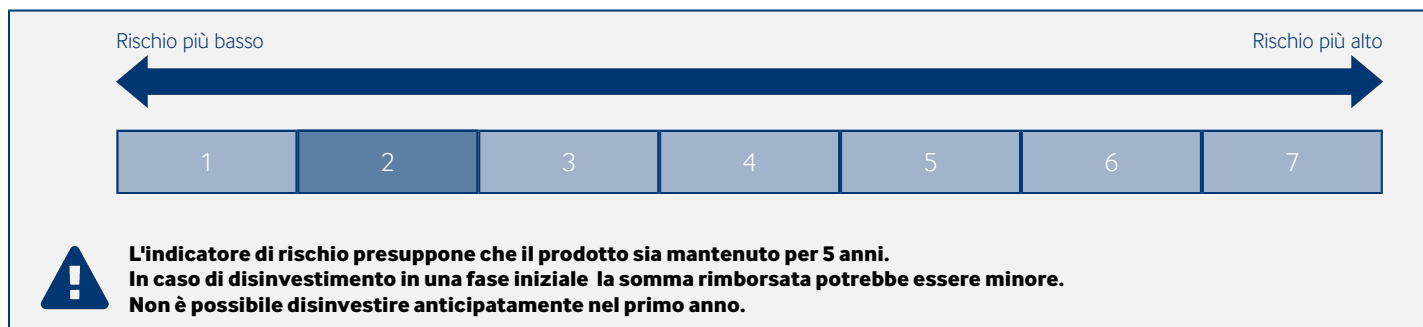 Rischio più basso Rischio più alto
1 2 3 4 5 6 7
L'indicatore di rischio presuppone che il prodotto sia mantenuto per 5 anni.
In caso di disinvestimento in una fase iniziale  la somma rimborsata potrebbe essere minore.
Non è possibile disinvestire anticipatamente nel primo anno.